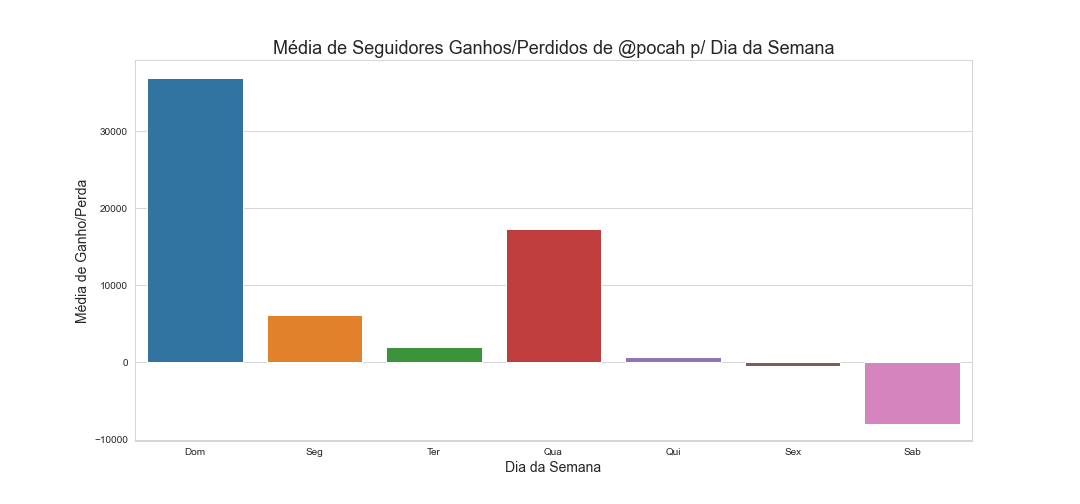 Média de Seguidores Ganhos/Perdidos de @pocah p/ Dia da Semana
Média de Ganho/Perda
30000
20000
10000
0
−10000
Dom Seg Ter Qua Qui Sex Sab
Dia da Semana